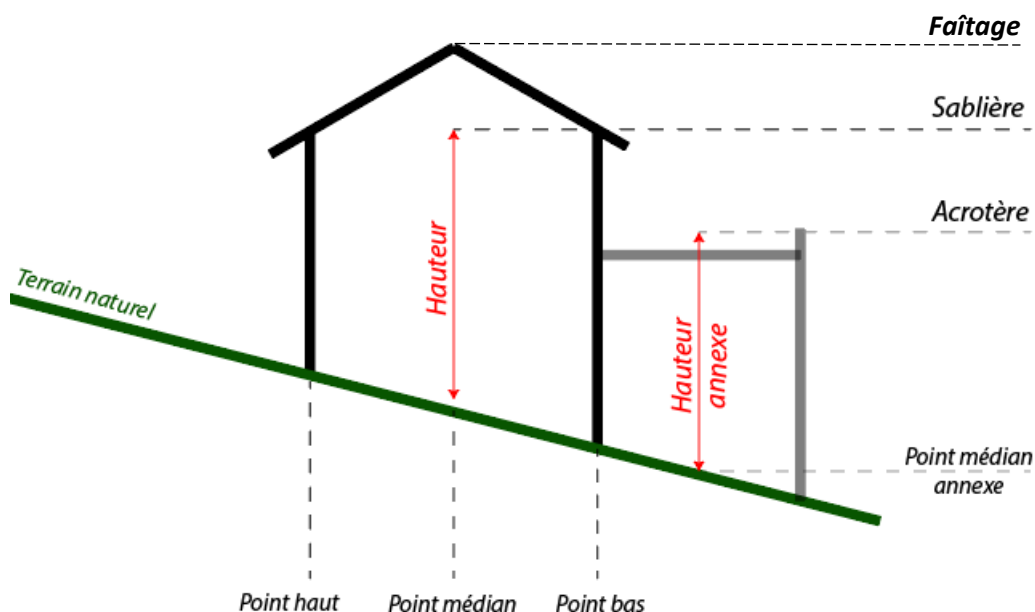 Faîtage
Sablière
Acrotère
Hauteur
Hauteur
annexe
Terrain naturel
Point médian
annexe
Point haut
Point médian
Point bas